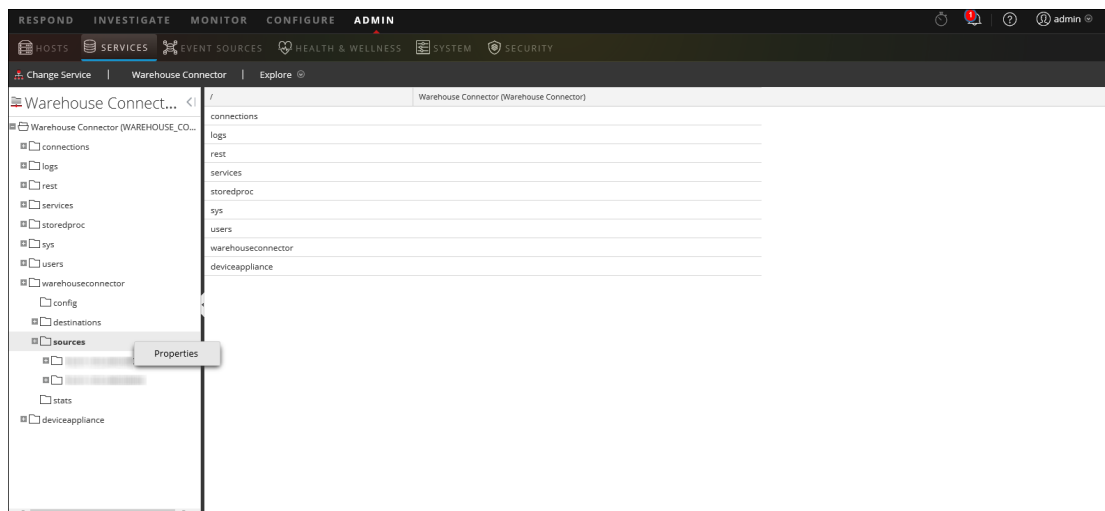 RESPOND INVESTIGATE MONITOR CONFIGURE ADMIN
1
? admin
HOSTS SERVICES EVENT SOURCES HEALTH & WELLNESS SYSTEM SECURITY
Change Service | Warehouse Connector | Explore
Warehouse Connect...
/ Warehouse Connector (Warehouse Connector)
Warehouse Connector (WAREHOUSE_CO...
connections
logs
rest
services
storedproc
sys
users
warehouseconnector
config
destinations
sources
Properties
stats
deviceappliance
connections
logs
rest
services
storedproc
sys
users
warehouseconnector
deviceappliance